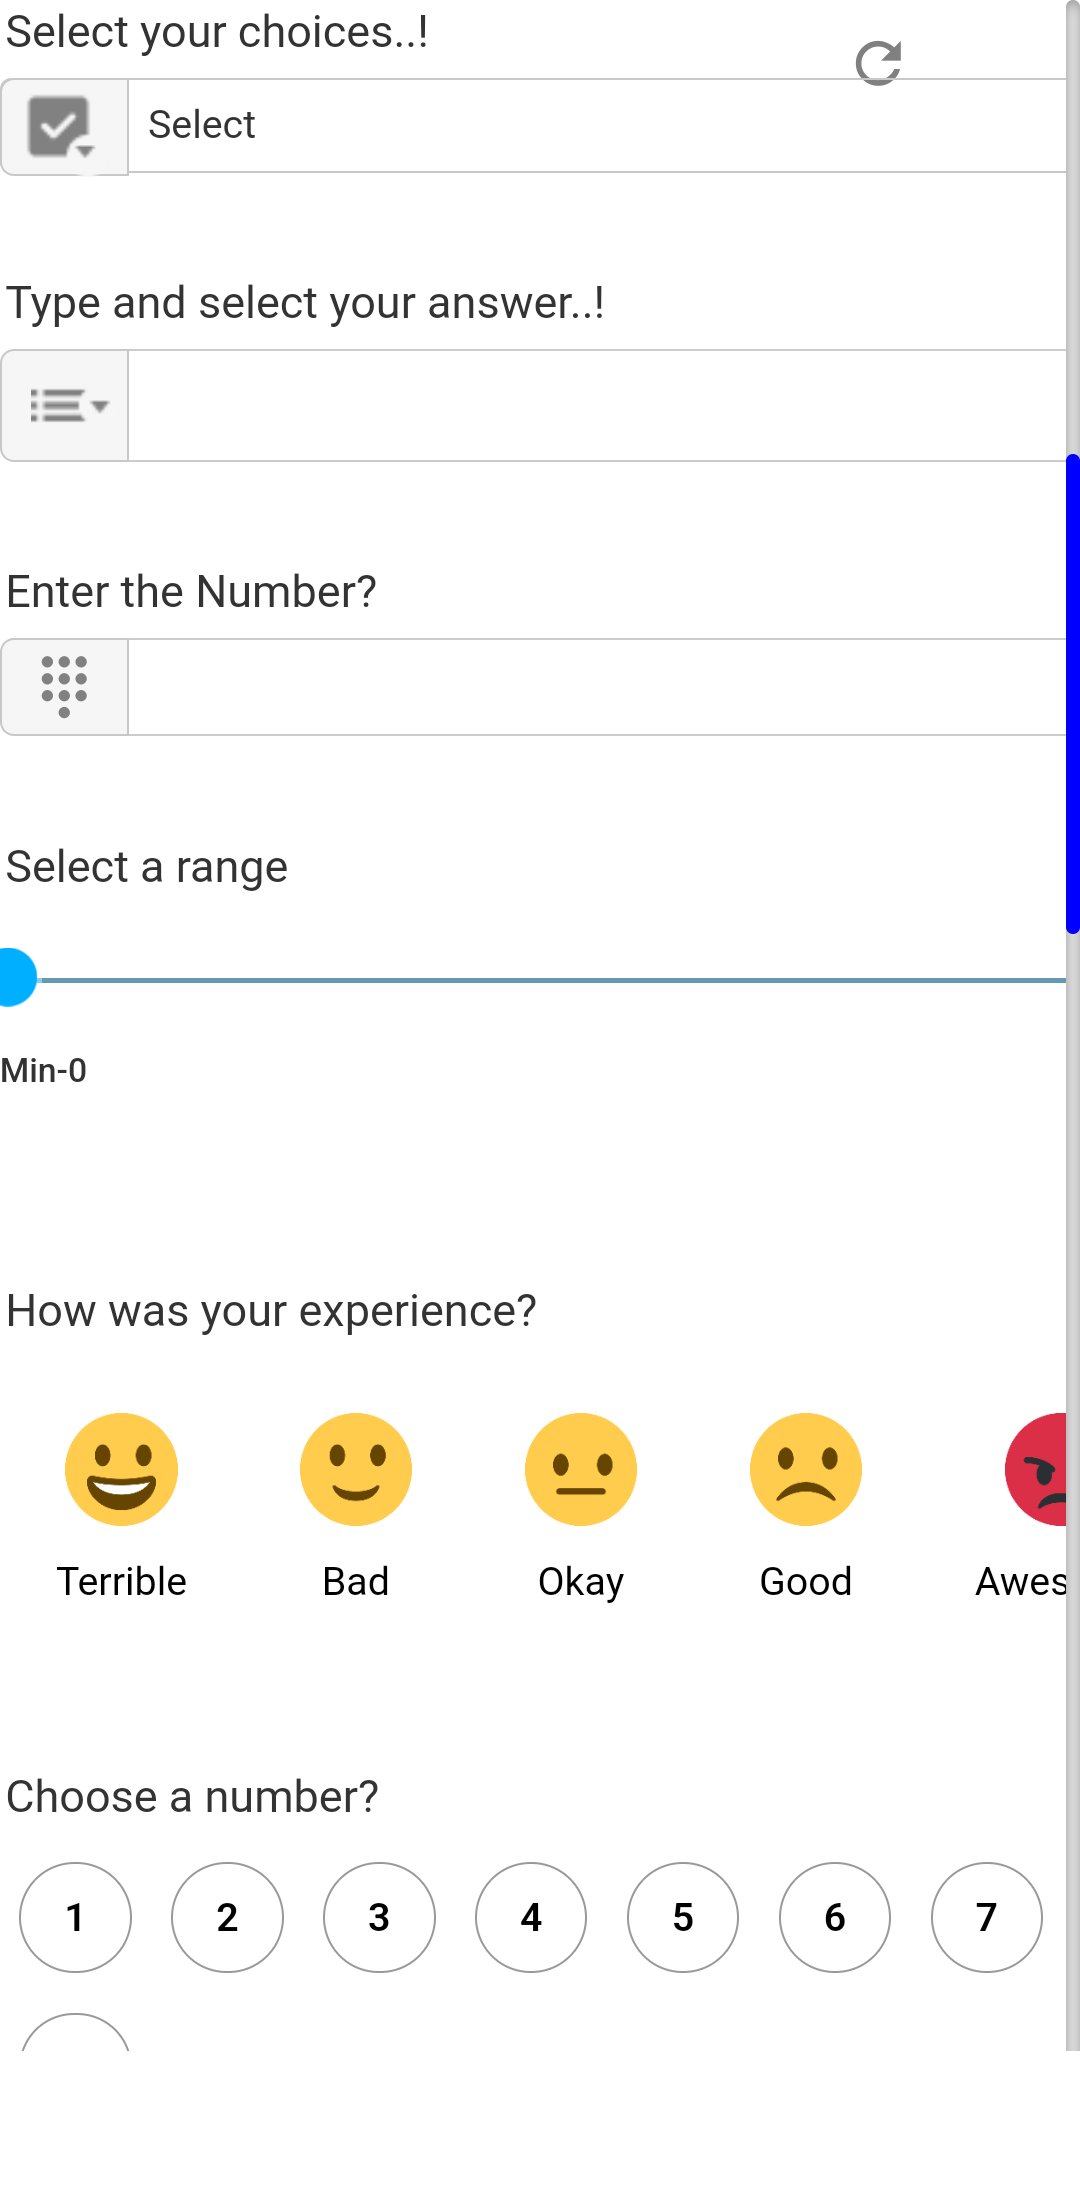 Select your choices..!
Select
Type and select your answer..!
Enter the Number?
Select a range
Min-0
How was your experience?
Terrible Bad Okay Good Awes
Choose a number?
1 2 3 4 5 6 7